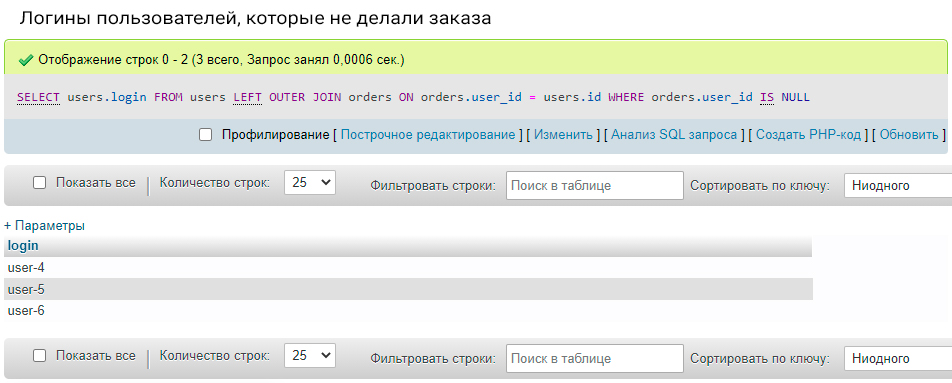 Логины пользователей, которые не делали заказа
Отображение строк 0 - 2 (3 всего, Запрос занял 0,0006 сек.)
SELECT users.login FROM users LEFT OUTER JOIN orders ON orders.user_id = users.id WHERE orders.user_id IS NULL
Профилирование [ Построчное редактирование ] [ Изменить ] [ Анализ SQL запроса ] [ Создать PHP-код ] [ Обновить ]
Показать все | Количество строк: 25 Фильтровать строки: Поиск в таблице Сортировать по ключу: Ниодного
+ Параметры
login
user-4
user-5
user-6
Показать все | Количество строк: 25 Фильтровать строки: Поиск в таблице Сортировать по ключу: Ниодного